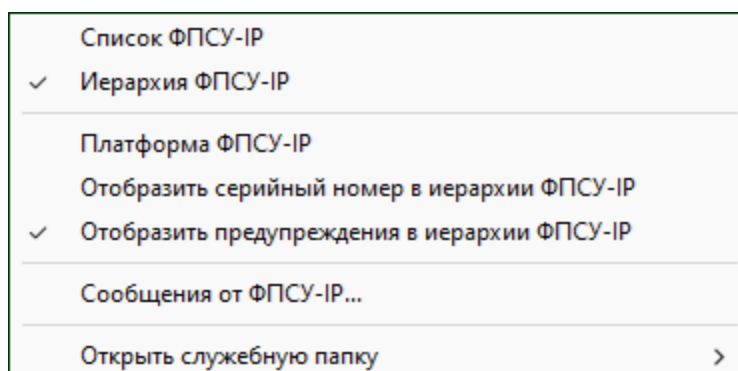 Список ФПСУ-IP
Иерархия ФПСУ-IP
Платформа ФПСУ-IP
Отобразить серийный номер в иерархии ФПСУ-IP
Отобразить предупреждения в иерархии ФПСУ-IP
Сообщения от ФПСУ-IP...
Открыть служебную папку